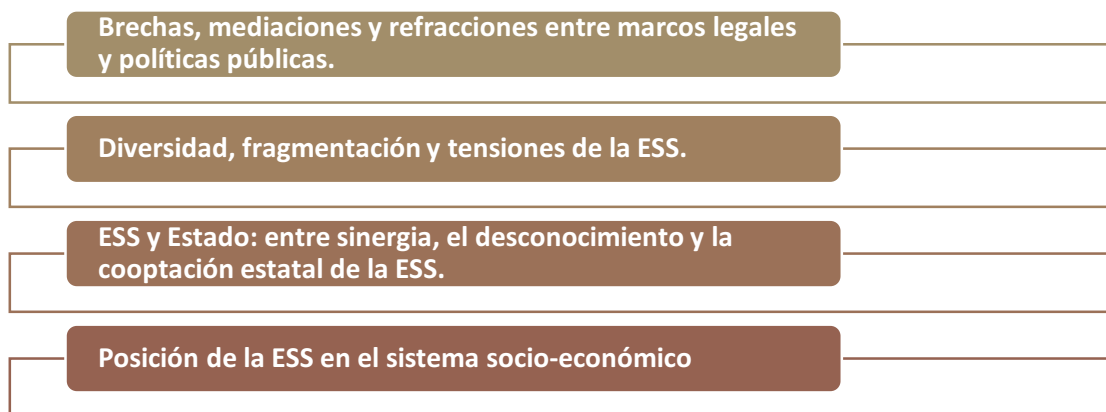 Brechas, mediaciones y refracciones entre marcos legales
y políticas públicas.
Diversidad, fragmentación y tensiones de la ESS.
ESS y Estado: entre sinergia, el desconocimiento y la
cooptación estatal de la ESS.
Posición de la ESS en el sistema socio-económico